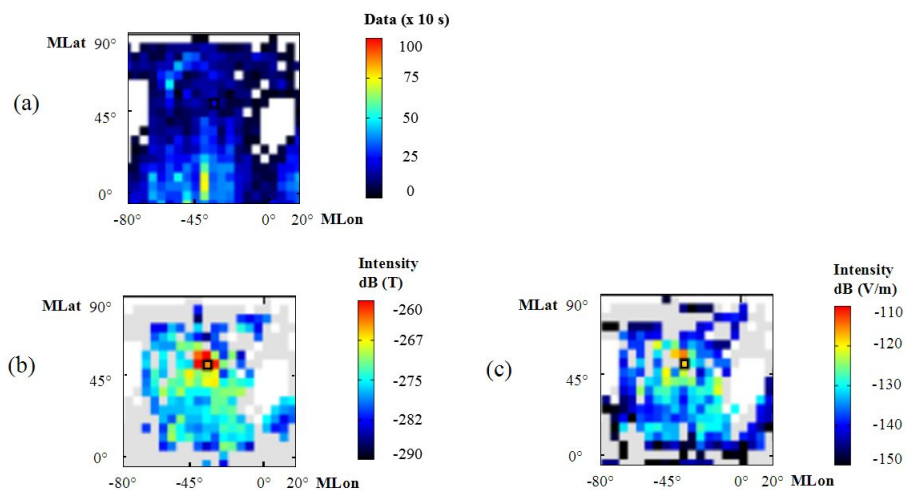 Data (x 10 s)
MLat 90° 100
75
(a)
45° 50
25
0° 0
-80° -45° 0° 20° MLon
Intensity
dB (T)
MLat 90° -260
-267
(b)
45° -275
-282
0° -290
-80° -45° 0° 20°
MLon
Intensity
dB (V/m)
MLat 90° -110
-120
(c)
45° -130
-140
0° -150
-80° -45° 0° 20°
MLon